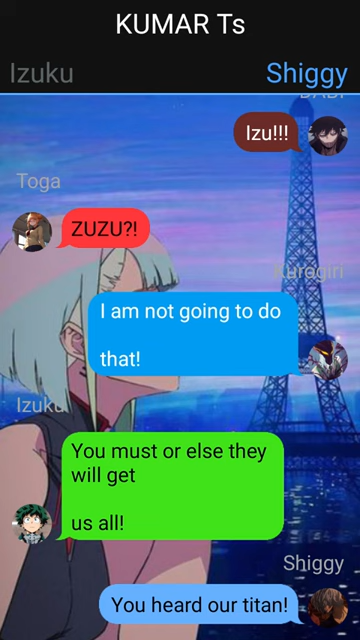 KUMAR Ts
Izuku
Shiggy
DABI
Izu!!!
Toga
ZUZU?!
Kurogiri
I am not going to do
that!
Izuku
You must or else they
will get
us all!
Shiggy
You heard our titan!